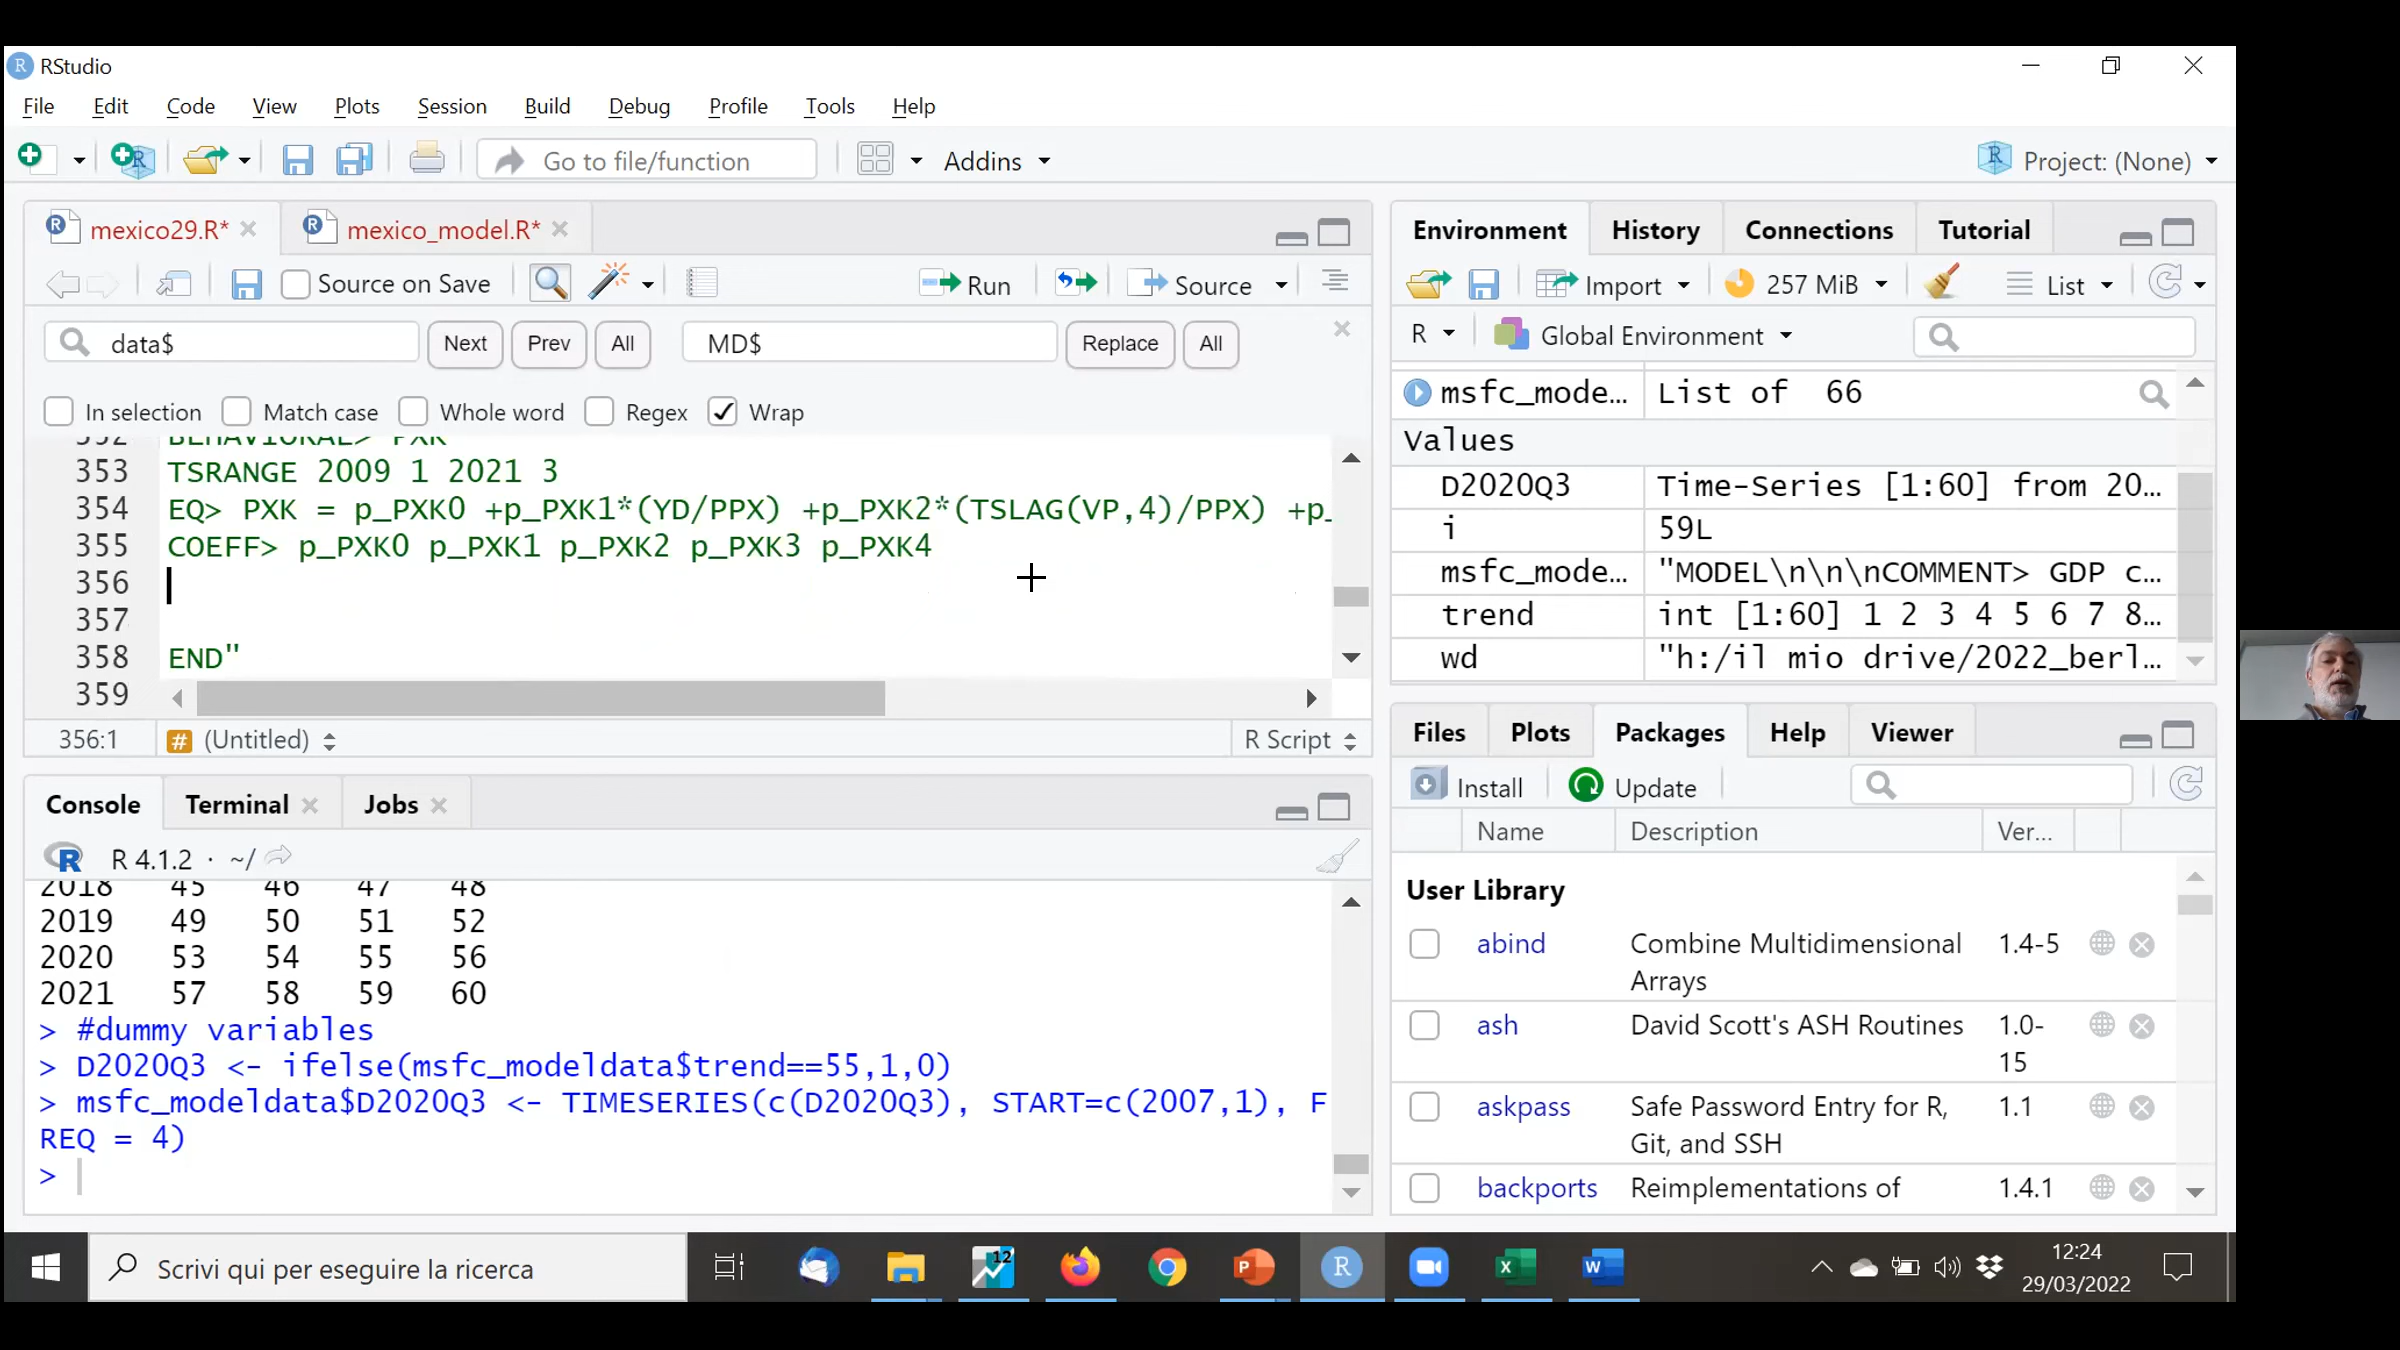 RStudio
File Edit Code View Plots Session Build Debug Profile Tools Help
Go to file/function Addins Project: (None)
mexico29.R* mexico_model.R*
Source on Save Run Source
data$ Next Prev All MD$ Replace All
In selection Match case Whole word Regex Wrap
352 BEHAVIORAL> PXK
353 TSRANGE 2009 1 2021 3
354 EQ> PXK = p_PXK0 +p_PXK1*(YD/PPX) +p_PXK2*(TSLAG(VP,4)/PPX) +p_
355 COEFF> p_PXK0 p_PXK1 p_PXK2 p_PXK3 p_PXK4
356
357
358 END"
359
356:1 # (Untitled) R Script
Console Terminal Jobs
R 4.1.2 · ~/
2018 45 46 47 48
2019 49 50 51 52
2020 53 54 55 56
2021 57 58 59 60
> #dummy variables
> D2020Q3 <- ifelse(msfc_modeldata$trend==55,1,0)
> msfc_modeldata$D2020Q3 <- TIMESERIES(c(D2020Q3), START=c(2007,1), F
REQ = 4)
>
Environment History Connections Tutorial
Import 257 MiB List
R Global Environment
msfc_mode… List of 66
Values
D2020Q3 Time-Series [1:60] from 20…
i 59L
msfc_mode… "MODEL\n\n\nCOMMENT> GDP c…
trend int [1:60] 1 2 3 4 5 6 7 8…
wd "h:/il mio drive/2022_berl…
Files Plots Packages Help Viewer
Install Update
Name Description Ver...
User Library
abind Combine Multidimensional Arrays 1.4-5
ash David Scott's ASH Routines 1.0-15
askpass Safe Password Entry for R, Git, and SSH 1.1
backports Reimplementations of 1.4.1
Scrivi qui per eseguire la ricerca
12
12:24
29/03/2022